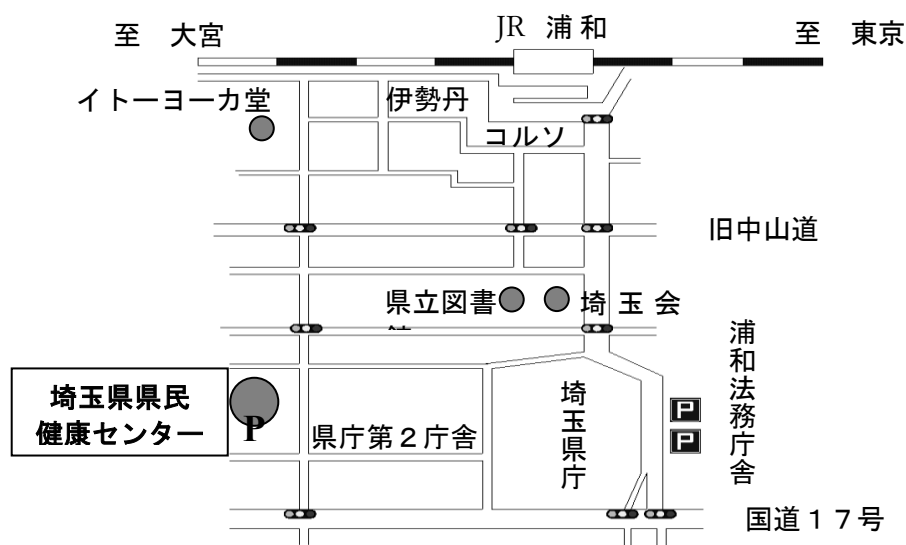 至 大宮
JR 浦和
至 東京
イトーヨーカ堂
伊勢丹
コルソ
旧中山道
県立図書
埼玉会
浦和法務庁舎
埼玉県県民
健康センター
P
県庁第２庁舎
埼玉県庁
P
P
国道１７号